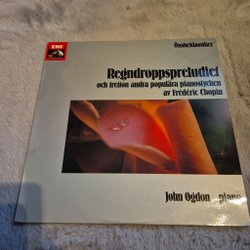 EMI
Önskeklassiker
Regndroppspreludiet
och tretton andra populära pianostycken
av Frédéric Chopin
John Ogdon piano